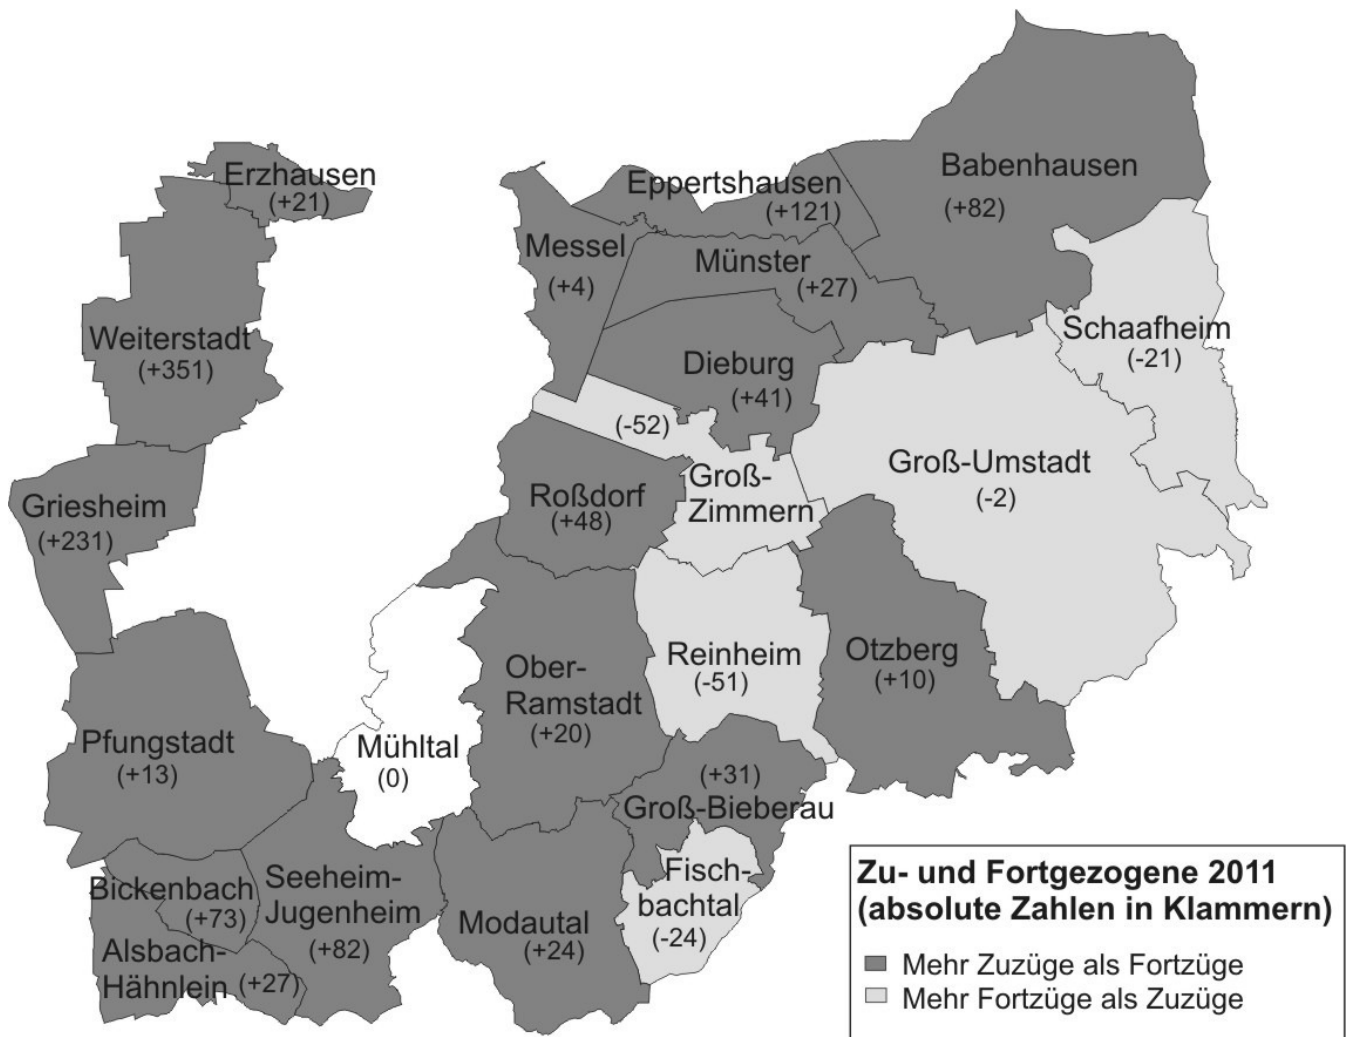 Erzhausen
(+21)
Eppertshausen
(+121)
Babenhausen
(+82)
Messel
(+4)
Münster
(+27)
Weiterstadt
(+351)
Dieburg
(+41)
Schaafheim
(-21)
(-52)
Groß-
Zimmern
Groß-Umstadt
(-2)
Griesheim
(+231)
Roßdorf
(+48)
Reinheim
(-51)
Otzberg
(+10)
Ober-
Ramstadt
(+20)
Pfungstadt
(+13)
Mühltal
(0)
(+31)
Groß-Bieberau
Bickenbach
(+73)
Seeheim-
Jugenheim
(+82)
Modautal
(+24)
Fisch-
bachtal
(-24)
Alsbach-
Hähnlein (+27)
Zu- und Fortgezogene 2011
(absolute Zahlen in Klammern)
Mehr Zuzüge als Fortzüge
Mehr Fortzüge als Zuzüge